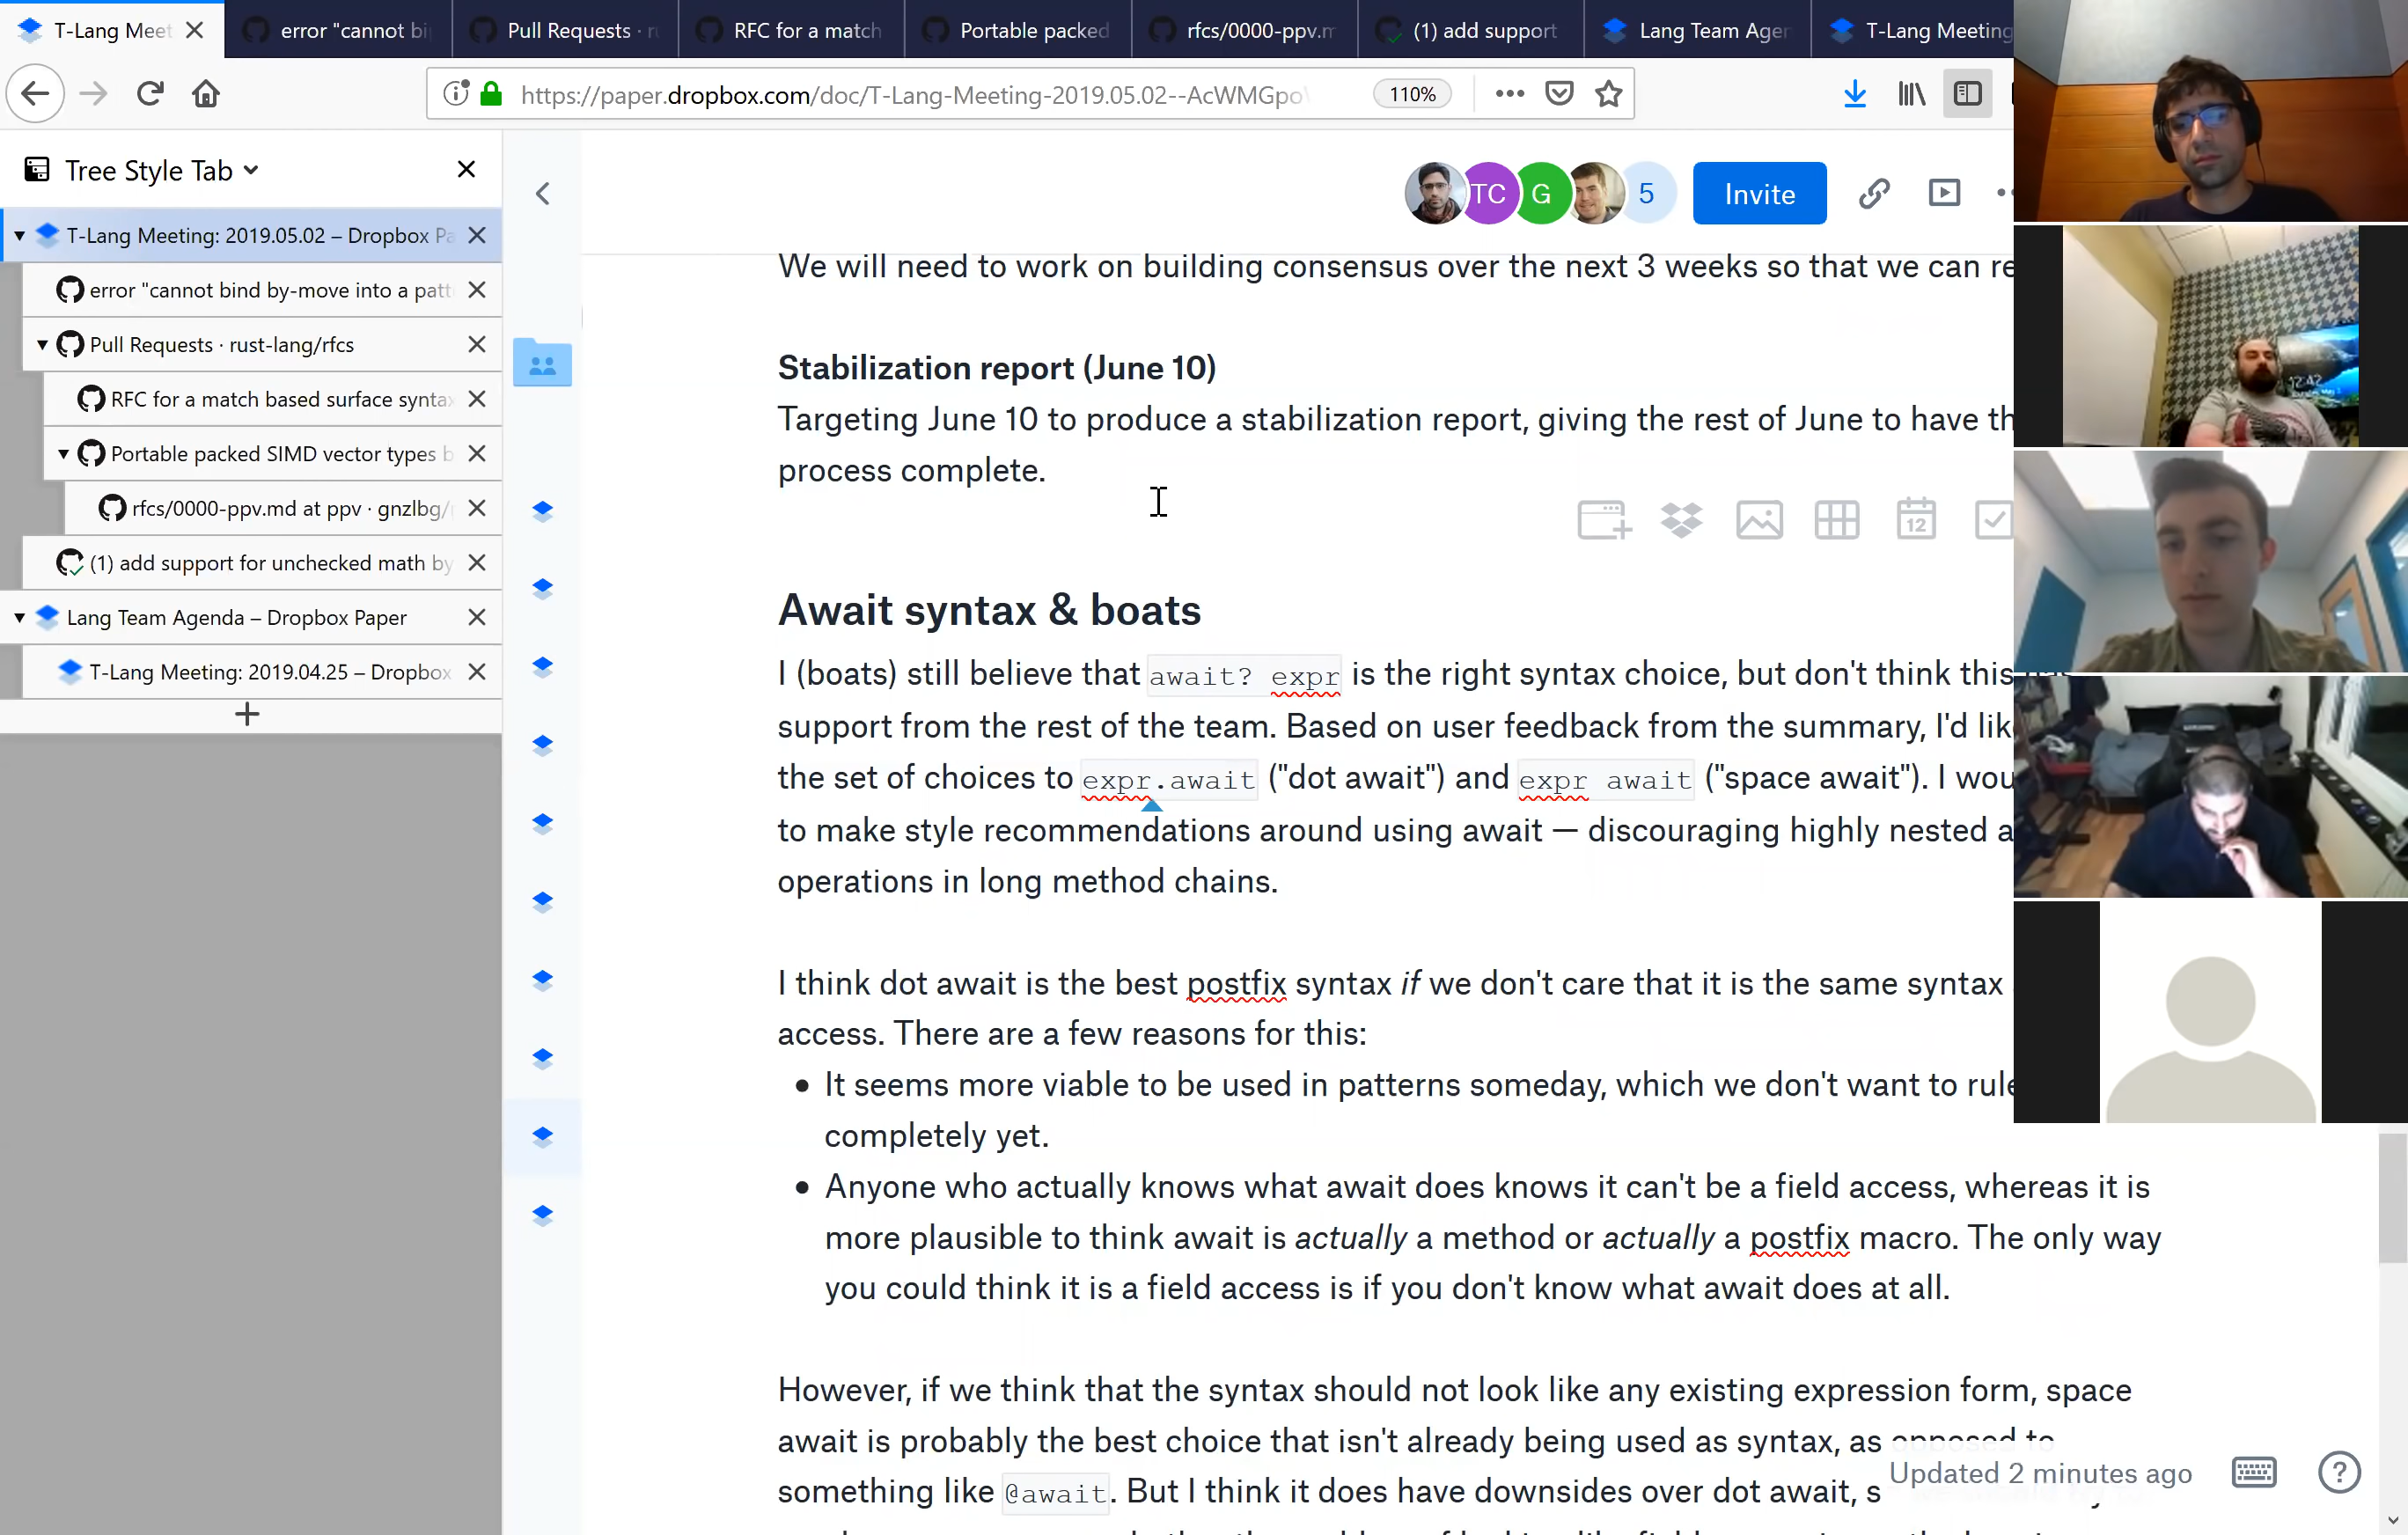 T-Lang Meet
error "cannot bi
Pull Requests · r
RFC for a match
Portable packed
rfcs/0000-ppv.m
(1) add support
Lang Team Agen
T-Lang Meeting
https://paper.dropbox.com/doc/T-Lang-Meeting-2019.05.02--AcWMGpo
110%
Tree Style Tab
T-Lang Meeting: 2019.05.02 – Dropbox Pa
error "cannot bind by-move into a patt
Pull Requests · rust-lang/rfcs
RFC for a match based surface synta
Portable packed SIMD vector types b
rfcs/0000-ppv.md at ppv · gnzlbg/
(1) add support for unchecked math by
Lang Team Agenda – Dropbox Paper
T-Lang Meeting: 2019.04.25 – Dropbox
TC
G
5
Invite
We will need to work on building consensus over the next 3 weeks so that we can re
Stabilization report (June 10)
Targeting June 10 to produce a stabilization report, giving the rest of June to have th
process complete.
12
Await syntax & boats
I (boats) still believe that await? expr is the right syntax choice, but don't think this has
support from the rest of the team. Based on user feedback from the summary, I'd lik
the set of choices to expr.await ("dot await") and expr await ("space await"). I wou
to make style recommendations around using await — discouraging highly nested a
operations in long method chains.
I think dot await is the best postfix syntax if we don't care that it is the same syntax
access. There are a few reasons for this:
• It seems more viable to be used in patterns someday, which we don't want to rule
completely yet.
• Anyone who actually knows what await does knows it can't be a field access, whereas it is
more plausible to think await is actually a method or actually a postfix macro. The only way
you could think it is a field access is if you don't know what await does at all.
However, if we think that the syntax should not look like any existing expression form, space
await is probably the best choice that isn't already being used as syntax, as opposed to
something like @await. But I think it does have downsides over dot await, s
Updated 2 minutes ago
?
12:42